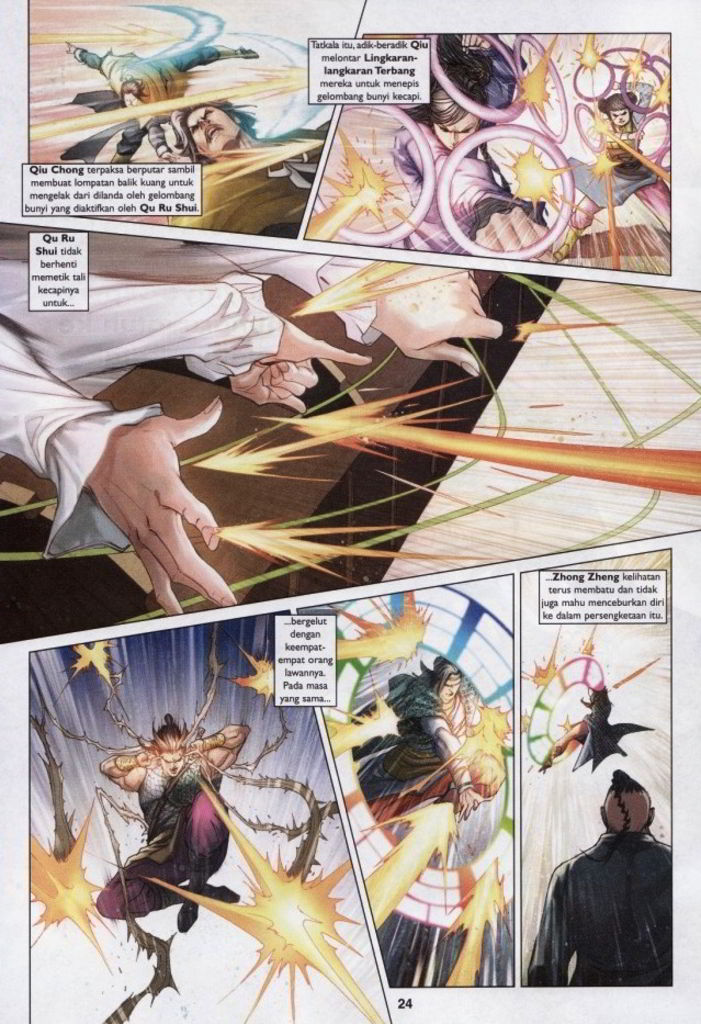 Qiu Chong terpaksa berputar sambil
membuat lompatan balik kuang untuk
mengelak dari dilanda oleh gelombang
bunyi yang diaktifkan oleh Qu Ru Shui.
Tatkala itu, adik-beradik Qiu
melontar Lingkaran-
langkaran Terbang
mereka untuk menepis
gelombang bunyi kecapi.
Qu Ru
Shui tidak
berhenti
memetik tali
kecapinya
untuk...
...bergelut
dengan
keempat-
empat orang
lawannya.
Pada masa
yang sama...
...Zhong Zheng kelihatan
terus membatu dan tidak
juga mahu menceburkan diri
ke dalam persengketaan itu.
24